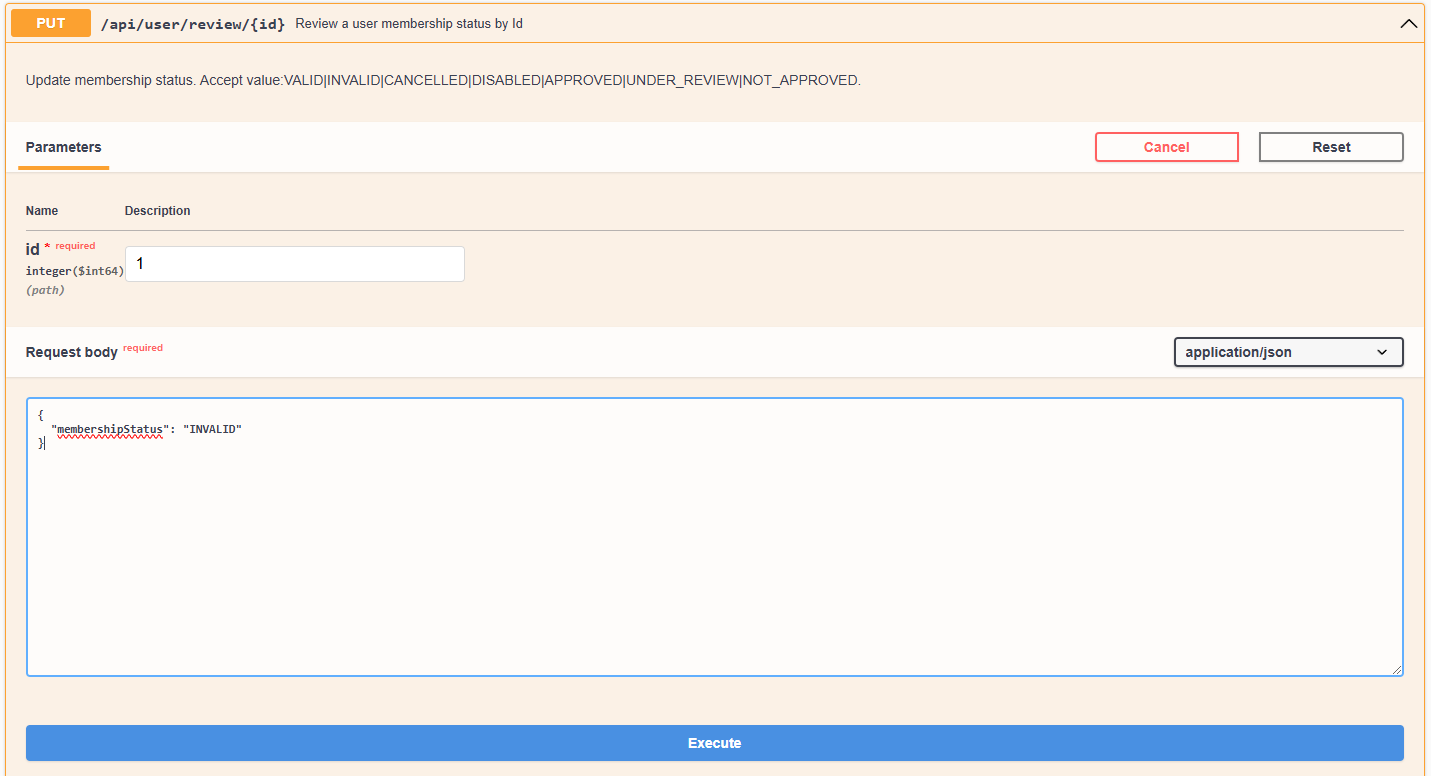 PUT /api/user/review/{id} Review a user membership status by Id
Update membership status. Accept value:VALID|INVALID|CANCELLED|DISABLED|APPROVED|UNDER_REVIEW|NOT_APPROVED.
Parameters Cancel Reset
Name Description
id * required
integer($int64) 1
(path)
Request body required application/json
{
"membershipStatus": "INVALID"
}
Execute